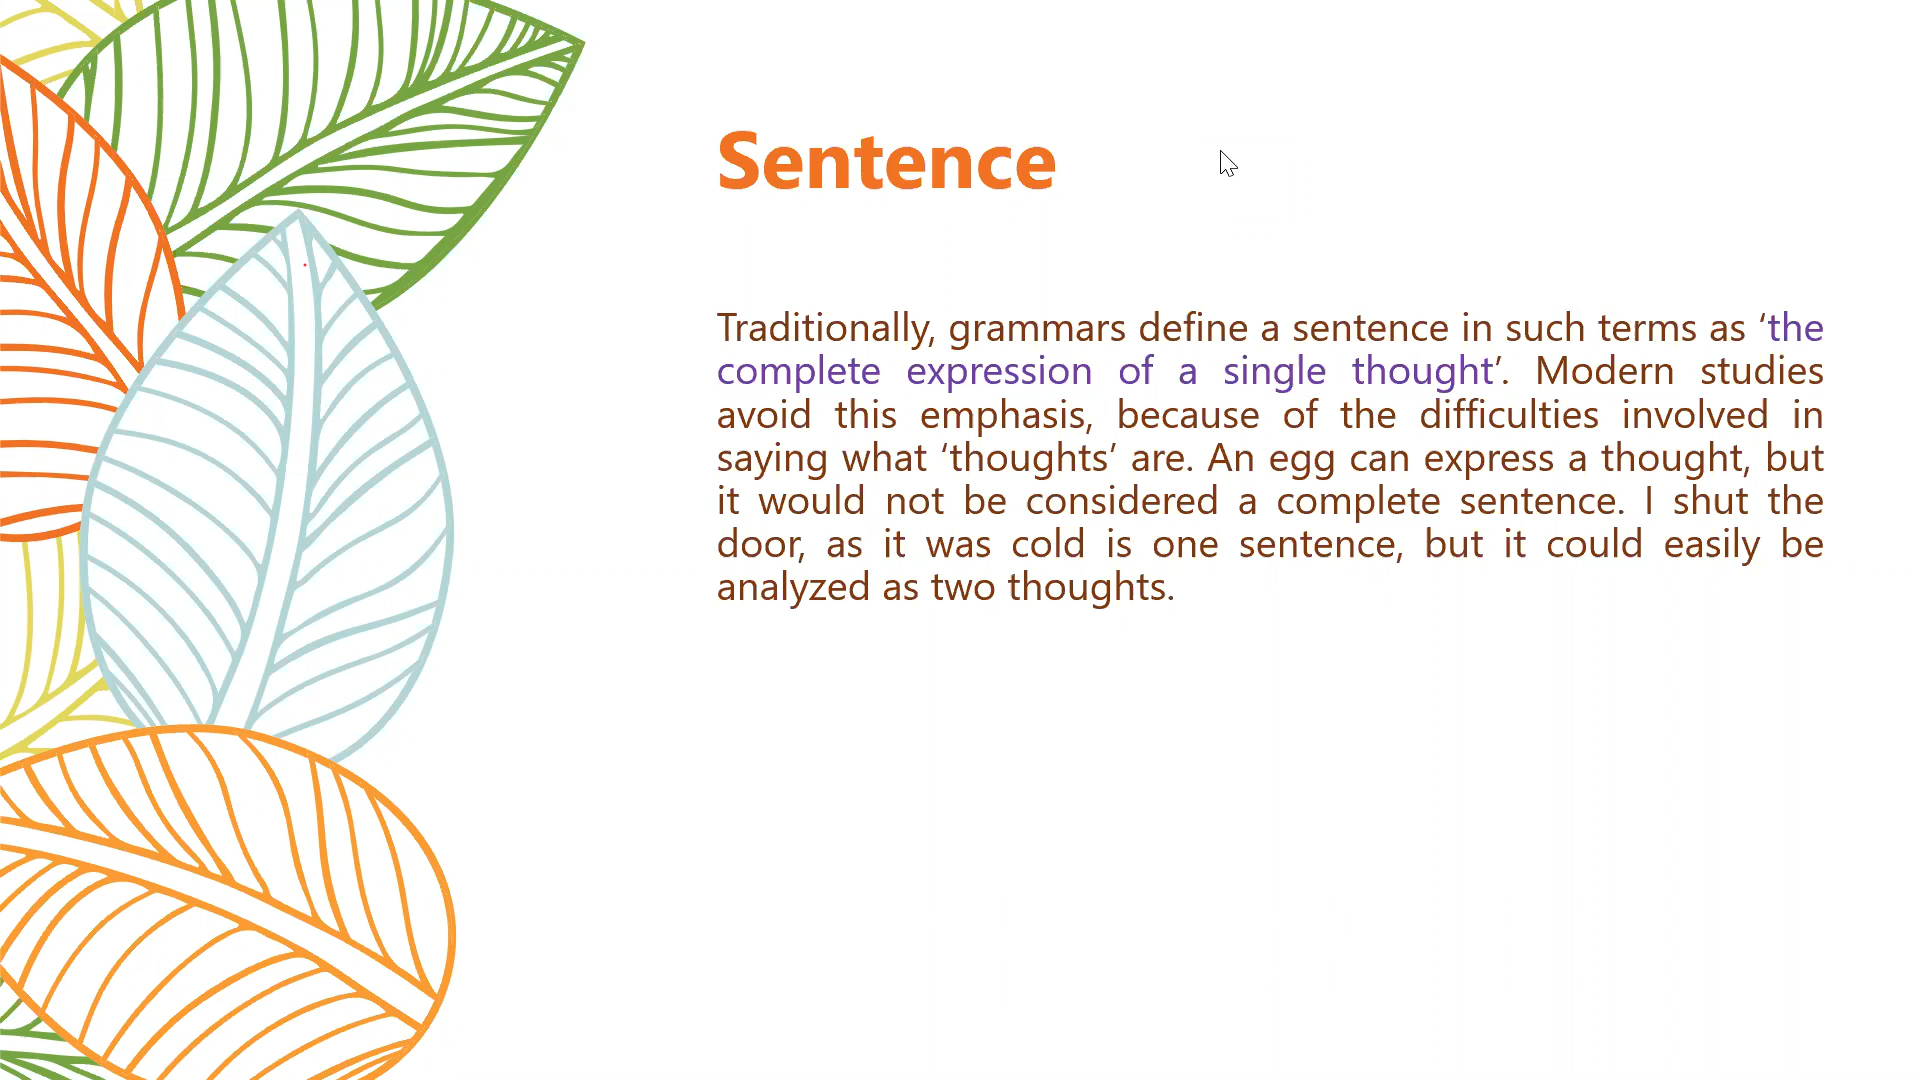 Sentence
Traditionally, grammars define a sentence in such terms as ‘the
complete expression of a single thought’. Modern studies
avoid this emphasis, because of the difficulties involved in
saying what ‘thoughts’ are. An egg can express a thought, but
it would not be considered a complete sentence. I shut the
door, as it was cold is one sentence, but it could easily be
analyzed as two thoughts.